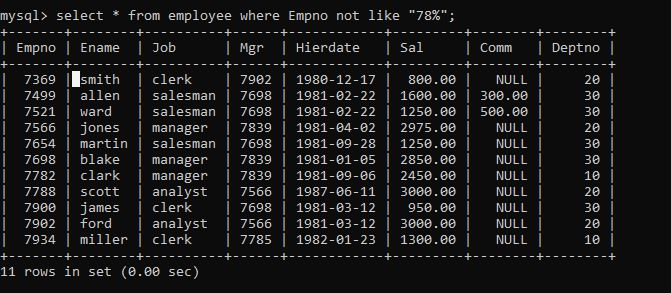 mysql> select * from employee where Empno not like "78%";
+-------+--------+----------+------+------------+---------+--------+--------+
| Empno | Ename  | Job      | Mgr  | Hierdate   | Sal     | Comm   | Deptno |
+-------+--------+----------+------+------------+---------+--------+--------+
|  7369 | smith  | clerk    | 7902 | 1980-12-17 |  800.00 |   NULL |     20 |
|  7499 | allen  | salesman | 7698 | 1981-02-22 | 1600.00 | 300.00 |     30 |
|  7521 | ward   | salesman | 7698 | 1981-02-22 | 1250.00 | 500.00 |     30 |
|  7566 | jones  | manager  | 7839 | 1981-04-02 | 2975.00 |   NULL |     20 |
|  7654 | martin | salesman | 7698 | 1981-09-28 | 1250.00 |   NULL |     30 |
|  7698 | blake  | manager  | 7839 | 1981-01-05 | 2850.00 |   NULL |     30 |
|  7782 | clark  | manager  | 7839 | 1981-09-06 | 2450.00 |   NULL |     10 |
|  7788 | scott  | analyst  | 7566 | 1987-06-11 | 3000.00 |   NULL |     20 |
|  7900 | james  | clerk    | 7698 | 1981-03-12 |  950.00 |   NULL |     30 |
|  7902 | ford   | analyst  | 7566 | 1981-03-12 | 3000.00 |   NULL |     20 |
|  7934 | miller | clerk    | 7785 | 1982-01-23 | 1300.00 |   NULL |     10 |
+-------+--------+----------+------+------------+---------+--------+--------+
11 rows in set (0.00 sec)